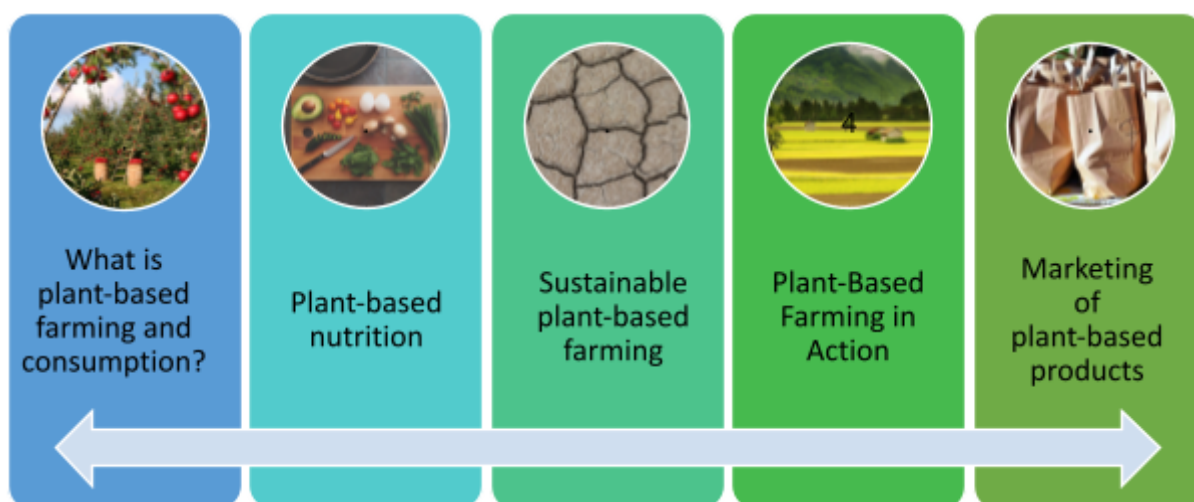 What is
plant-based
farming and
consumption?
Plant-based
nutrition
Sustainable
plant-based
farming
4
Plant-Based
Farming in
Action
Marketing
of
plant-based
products